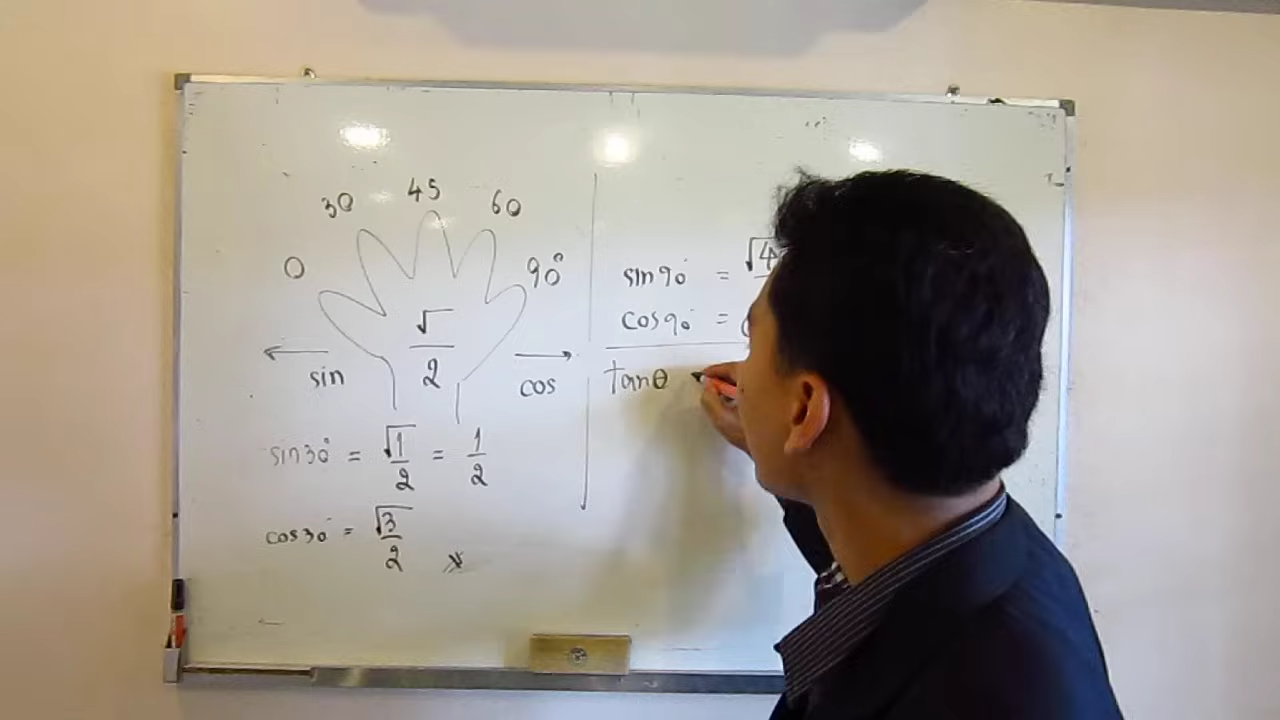 0 30 45 60 90°
√
2
← sin cos →
sin30° = √1/2 = 1/2
cos30° = √3/2
sin90° = √4
cos90° =
tanθ